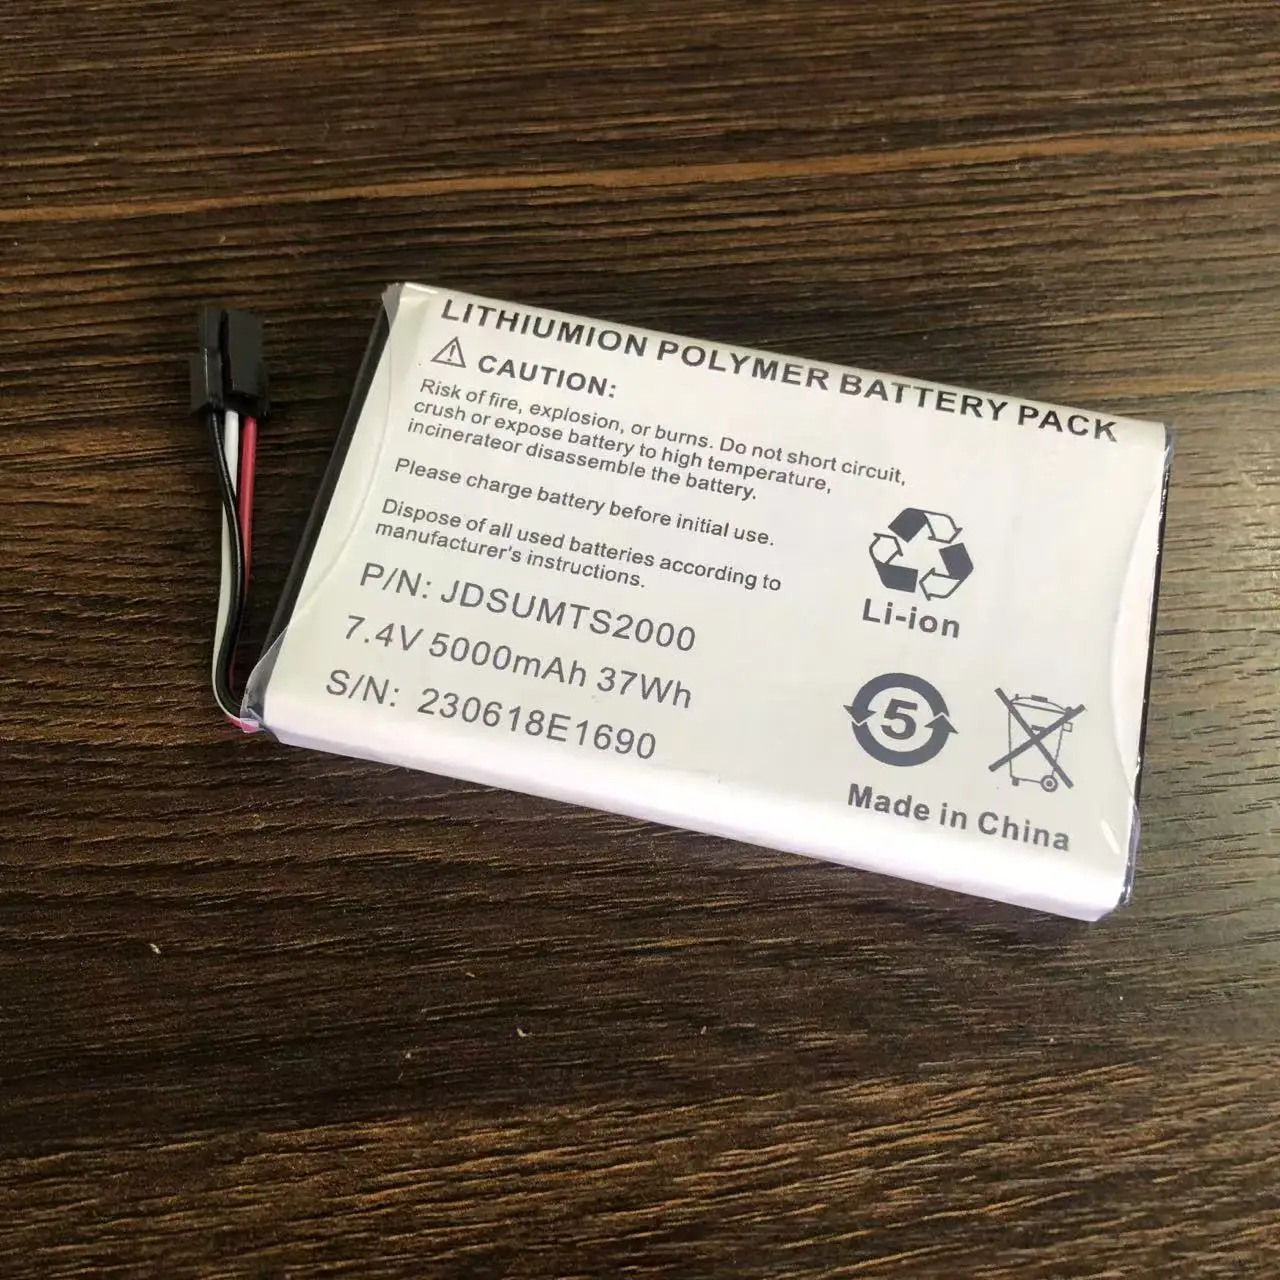 LITHIUMION POLYMER BATTERY PACK
CAUTION:
Risk of fire, explosion, or burns. Do not short circuit,
crush or expose battery to high temperature,
incinerateor disassemble the battery.
Please charge battery before initial use.
Dispose of all used batteries according to
manufacturer's instructions.
P/N: JDSUMTS2000
7.4V 5000mAh 37Wh
S/N: 230618E1690
Li-ion
5
Made in China